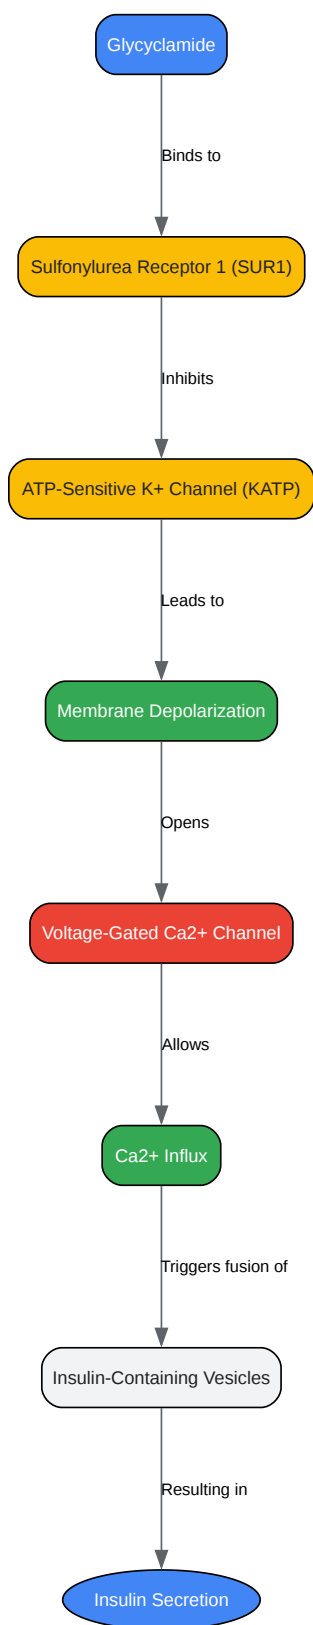 Glycyclamide
Binds to
Sulfonylurea Receptor 1 (SUR1)
Inhibits
ATP-Sensitive K+ Channel (KATP)
Leads to
Membrane Depolarization
Opens
Voltage-Gated Ca2+ Channel
Allows
Ca2+ Influx
Triggers fusion of
Insulin-Containing Vesicles
Resulting in
Insulin Secretion